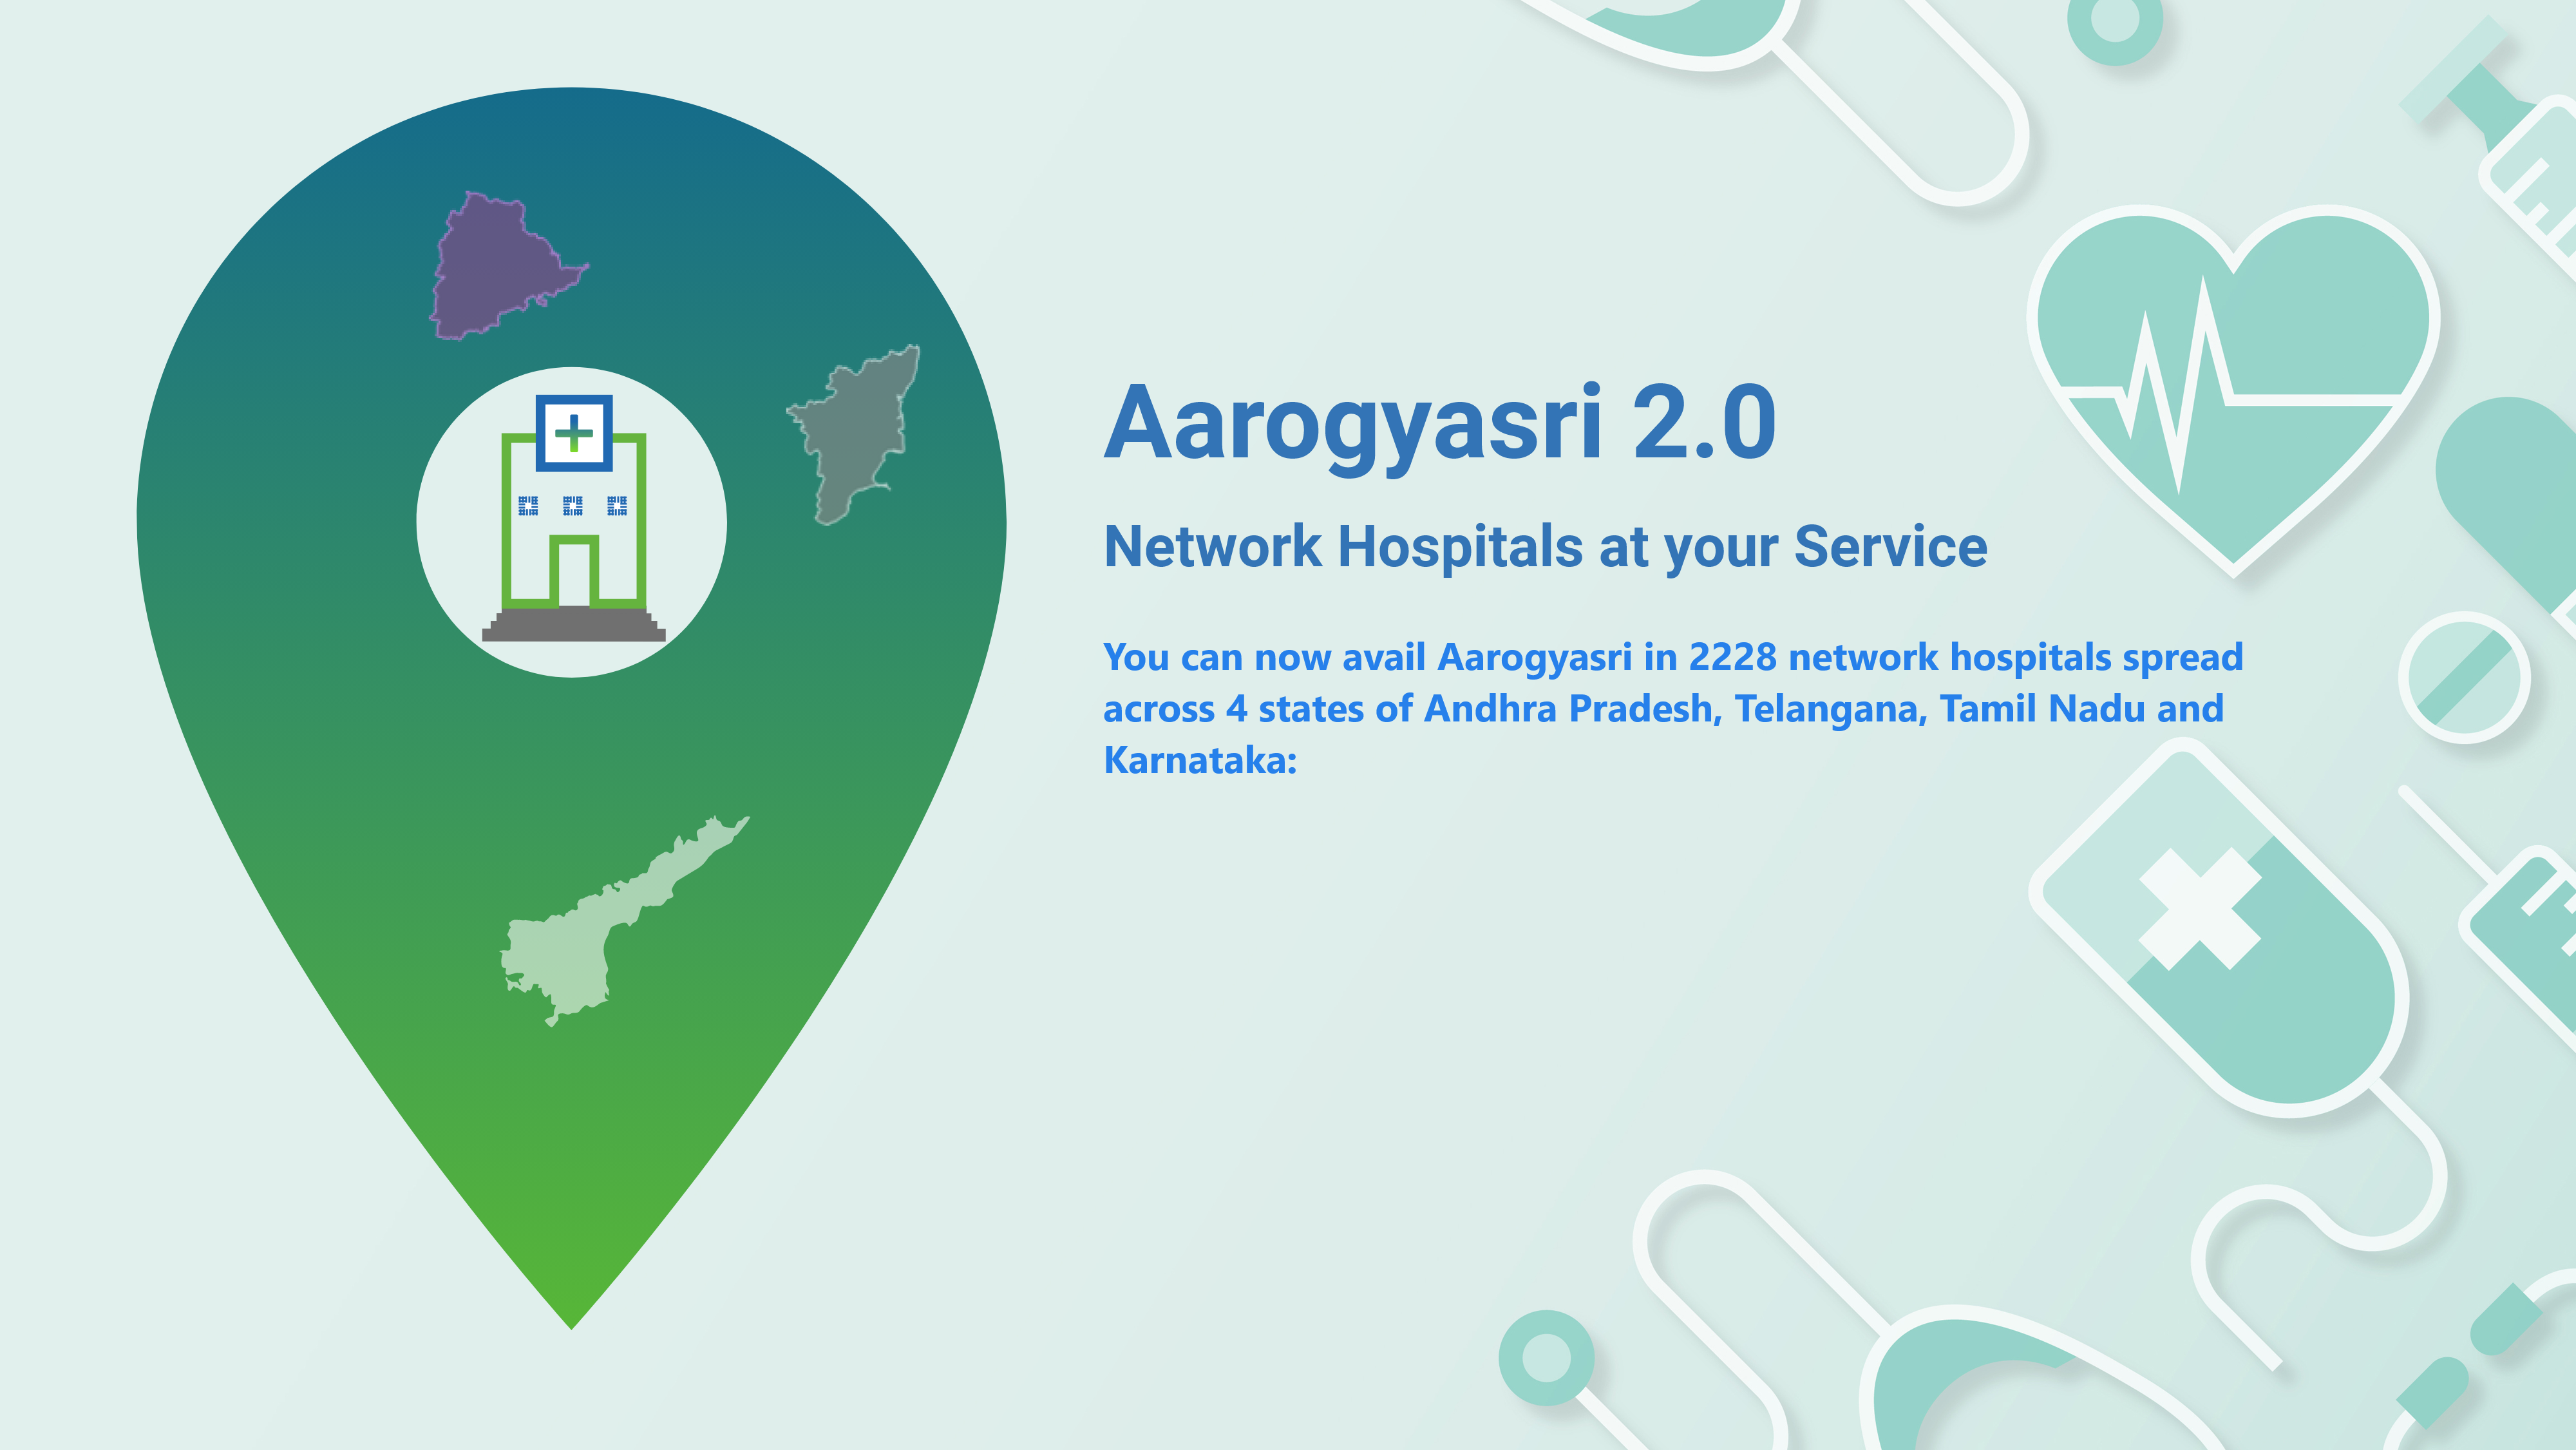 Aarogyasri 2.0
Network Hospitals at your Service
You can now avail Aarogyasri in 2228 network hospitals spread
across 4 states of Andhra Pradesh, Telangana, Tamil Nadu and
Karnataka: